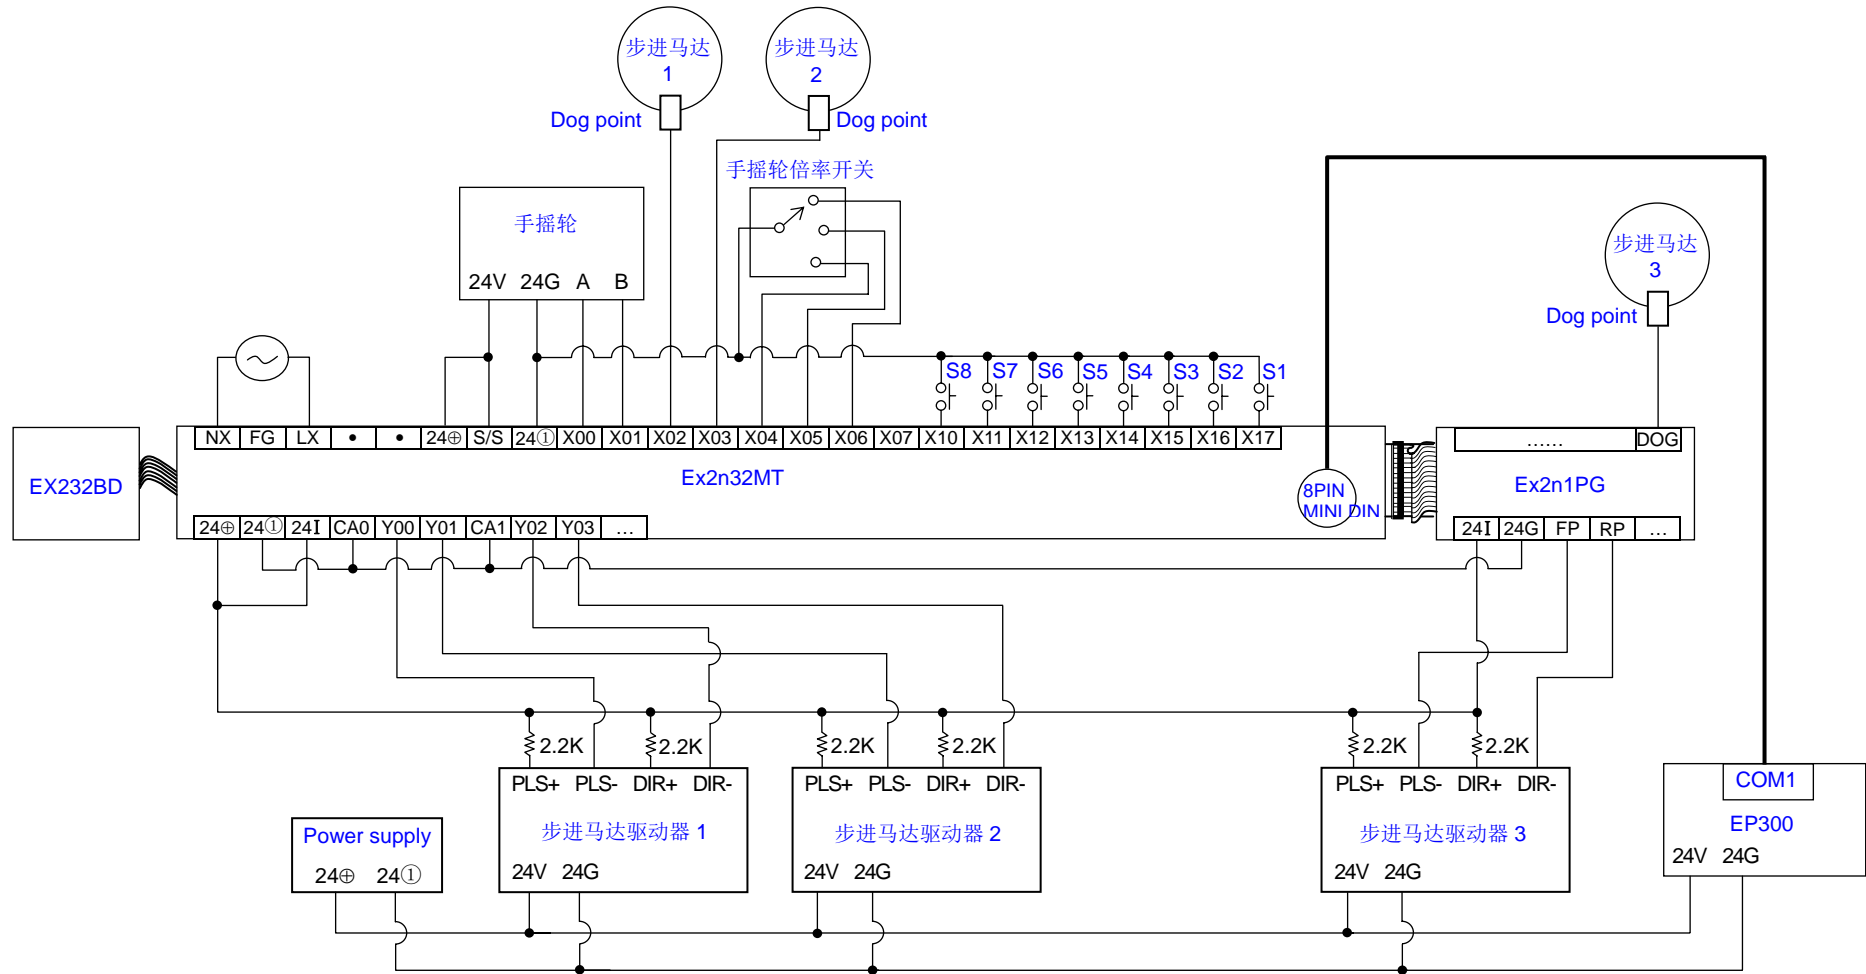 步进马达
1
步进马达
2
Dog point
Dog point
手摇轮倍率开关
手摇轮
24V 24G A B
步进马达
3
Dog point
S8 S7 S6 S5 S4 S3 S2 S1
NX FG LX • • 24⊕ S/S 24① X00 X01 X02 X03 X04 X05 X06 X07 X10 X11 X12 X13 X14 X15 X16 X17
...... DOG
EX232BD
Ex2n32MT
8PIN
MINI DIN
Ex2n1PG
24⊕ 24① 24I CA0 Y00 Y01 CA1 Y02 Y03 ...
24I 24G FP RP ...
2.2K 2.2K 2.2K 2.2K 2.2K 2.2K
PLS+ PLS- DIR+ DIR-
步进马达驱动器 1
24V 24G
PLS+ PLS- DIR+ DIR-
步进马达驱动器 2
24V 24G
PLS+ PLS- DIR+ DIR-
步进马达驱动器 3
24V 24G
COM1
EP300
24V 24G
Power supply
24⊕ 24①